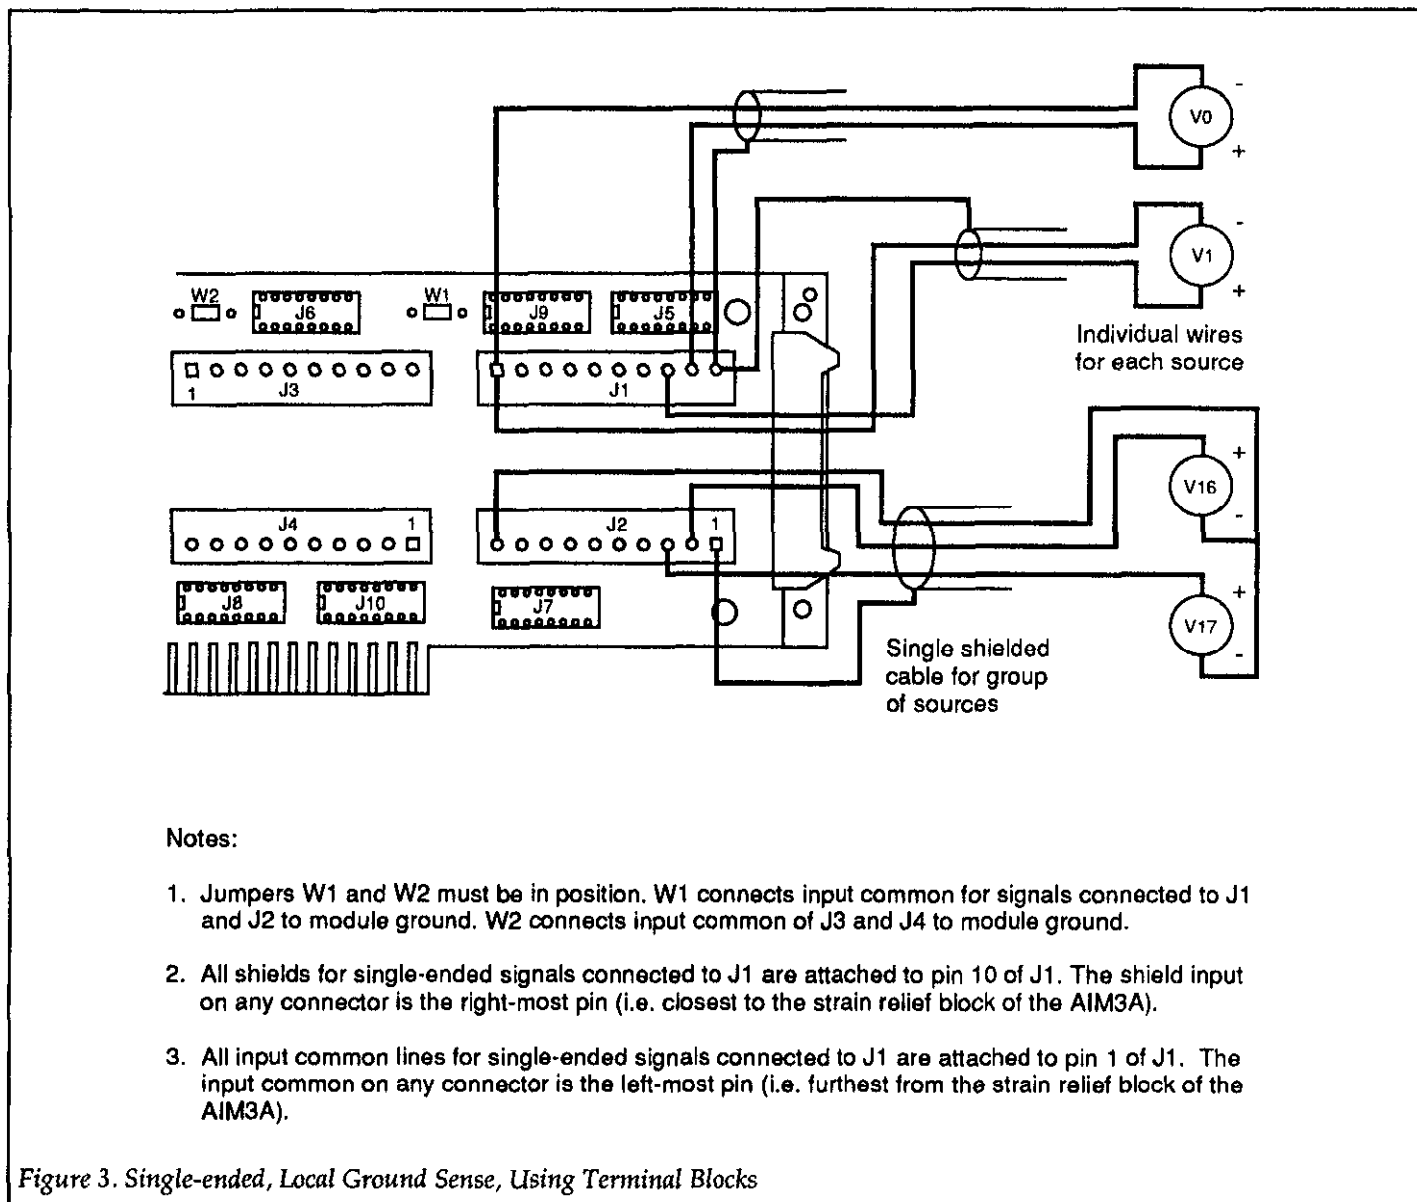 -
V0
+
-
V1
+
W2
J6
W1
J9
J5
Individual wires
for each source
1
J3
J1
+
V16
-
J4
1
J2
1
+
V17
-
J8
J10
J7
Single shielded
cable for group
of sources
Notes:
1. Jumpers W1 and W2 must be in position. W1 connects input common for signals connected to J1
and J2 to module ground. W2 connects input common of J3 and J4 to module ground.
2. All shields for single-ended signals connected to J1 are attached to pin 10 of J1. The shield input
on any connector is the right-most pin (i.e. closest to the strain relief block of the AIM3A).
3. All input common lines for single-ended signals connected to J1 are attached to pin 1 of J1. The
input common on any connector is the left-most pin (i.e. furthest from the strain relief block of the
AIM3A).
Figure 3. Single-ended, Local Ground Sense, Using Terminal Blocks